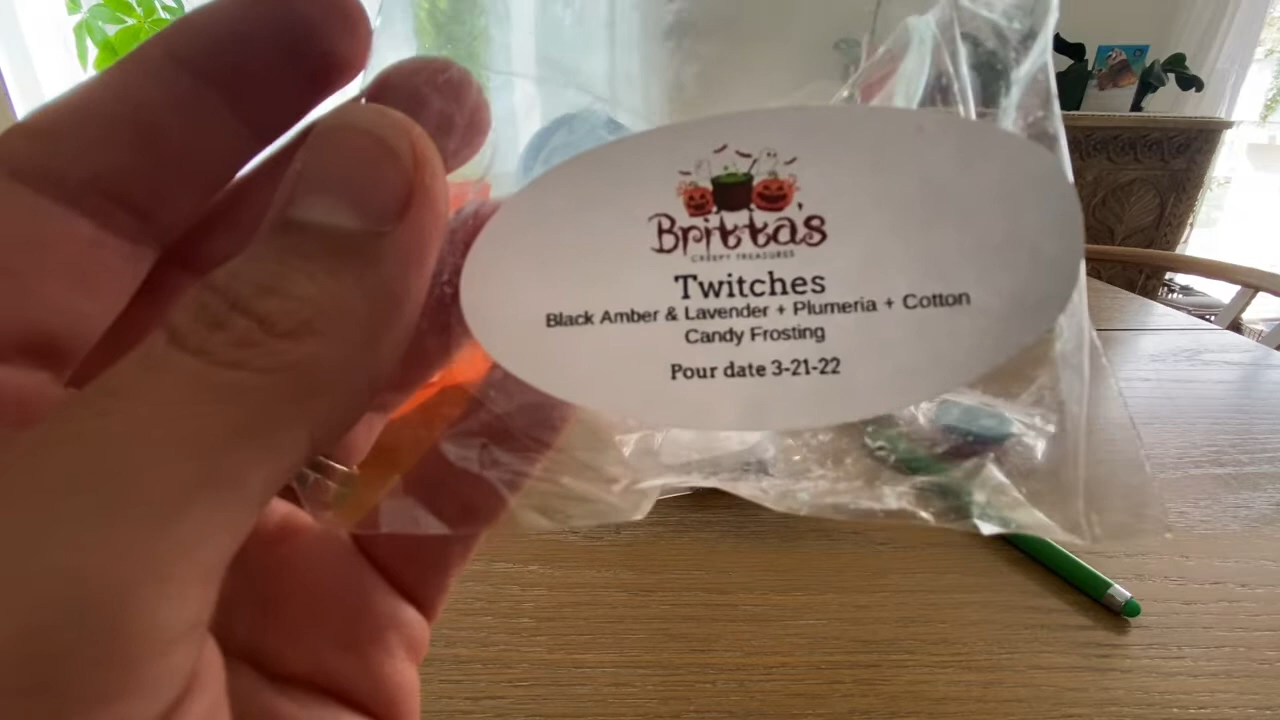 Britta's
CREEPY TREASURES
Twitches
Black Amber & Lavender + Plumeria + Cotton
Candy Frosting
Pour date 3-21-22